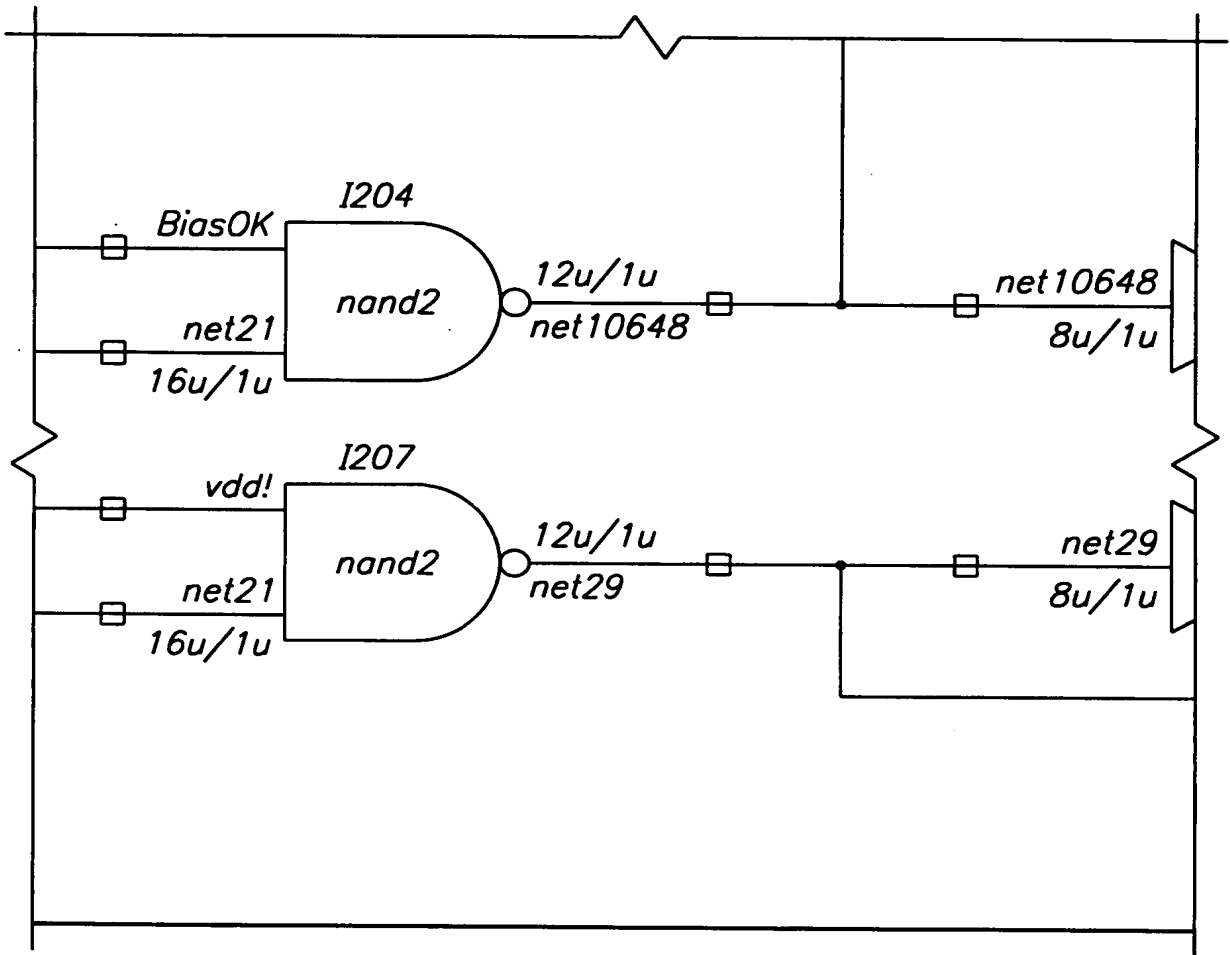 I204
BiasOK
nand2
net21
16u/1u
12u/1u
net10648
net10648
8u/1u
I207
vdd!
nand2
net21
16u/1u
12u/1u
net29
net29
8u/1u